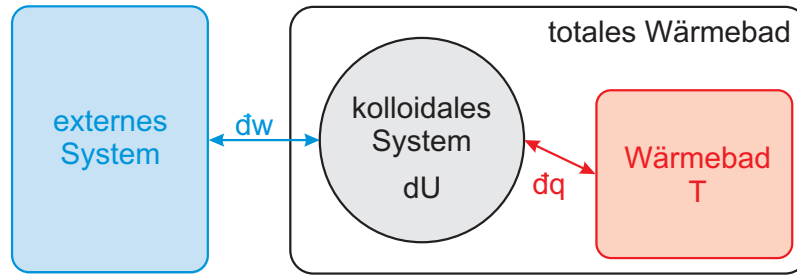 totales Wärmebad
externes
System
đw
kolloidales
System
dU
đq
Wärmebad
T